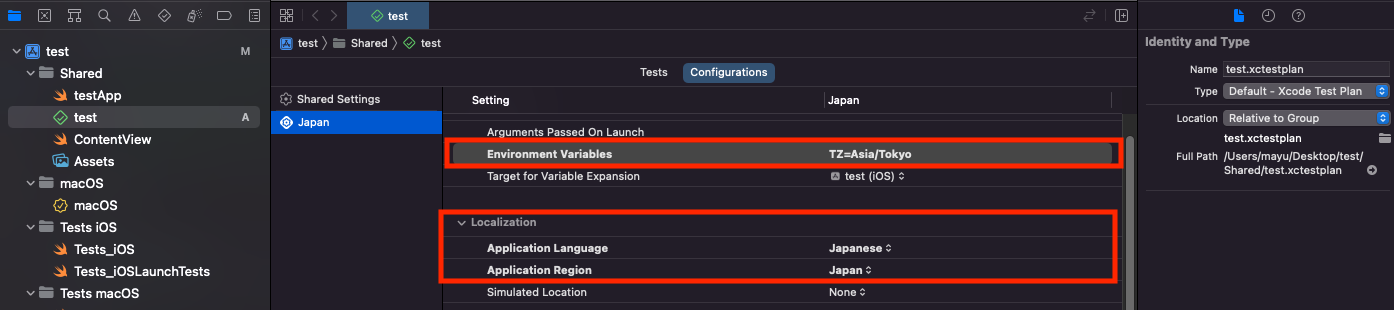 test
test M
Shared
testApp
test A
ContentView
Assets
macOS
macOS
Tests iOS
Tests_iOS
Tests_iOSLaunchTests
Tests macOS
test Shared test
Tests Configurations
Shared Settings
Japan
Setting Japan
Arguments Passed On Launch
Environment Variables TZ=Asia/Tokyo
Target for Variable Expansion test (iOS)
Localization
Application Language Japanese
Application Region Japan
Simulated Location None
Identity and Type
Name test.xctestplan
Type Default - Xcode Test Plan
Location Relative to Group
test.xctestplan
Full Path /Users/mayu/Desktop/test/
Shared/test.xctestplan